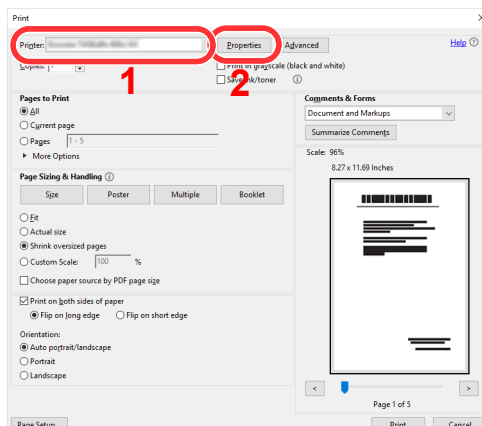 Print
Printer:
Properties
Advanced
Help
Copies: 1
Print in grayscale (black and white)
Save ink/toner
1
2
Pages to Print
All
Current page
Pages
1 - 5
More Options
Comments & Forms
Document and Markups
Summarize Comments
Scale: 96%
8.27 x 11.69 Inches
Page Sizing & Handling
Size
Poster
Multiple
Booklet
Fit
Actual size
Shrink oversized pages
Custom Scale:
100
%
Choose paper source by PDF page size
Print on both sides of paper
Flip on long edge
Flip on short edge
Orientation:
Auto portrait/landscape
Portrait
Landscape
<
>
Page 1 of 5
Page Setup...
Print
Cancel